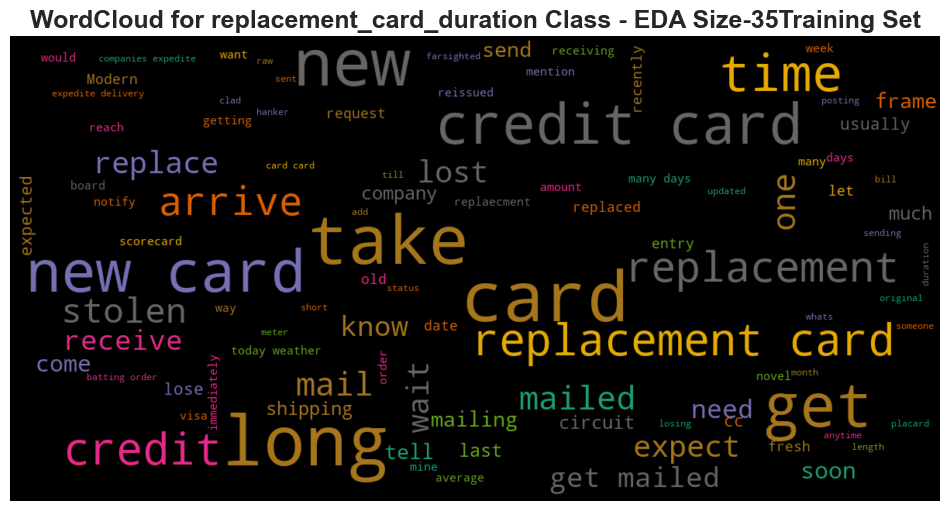 WordCloud for replacement_card_duration Class - EDA Size-35Training Set
would
companies expedite
want
raw
new
farsighted
send
receiving
recently
time
week
Modern
expedite delivery
sent
mention
reissued
posting
frame
clad
hanker
getting
request
reach
credit card
usually
replace
card card
lost
till
many
days
expected
board
notify
arrive
company
replaecment
amount
many days
replaced
updated
one
let
bill
much
add
scorecard
take
entry
sending
new card
old
status
card
replacement
duration
original
stolen
way
short
know
date
whats
someone
receive
meter
today weather
replacement card
come
batting order
immediately
lose
order
mail
wait
novel
month
visa
shipping
mailing
mailed
circuit
need
cc
losing
get
placard
anytime
credit
long
tell
mine
last
average
expect
fresh
length
get mailed
soon